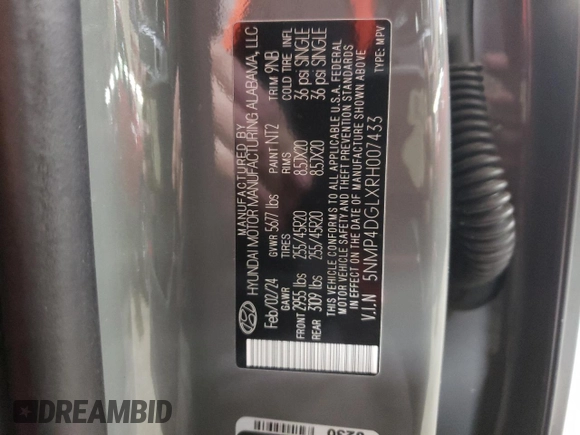 MANUFACTURED BY
HYUNDAI MOTOR MANUFACTURING ALABAMA, LLC
Feb/02/24 GVWR 5677 lbs PAINT NT2 TRIM 9NB
GAWR TIRES RIMS COLD TIRE INFL
FRONT 2955 lbs 255/45R20 8.5JX20 36 psi SINGLE
REAR 3109 lbs 255/45R20 8.5JX20 36 psi SINGLE
THIS VEHICLE CONFORMS TO ALL APPLICABLE U.S.A. FEDERAL
MOTOR VEHICLE SAFETY AND THEFT PREVENTION STANDARDS
IN EFFECT ON THE DATE OF MANUFACTURE SHOWN ABOVE
V.I.N 5NMP4DGLXRH007433 TYPE: MPV
8230
DREAMBID